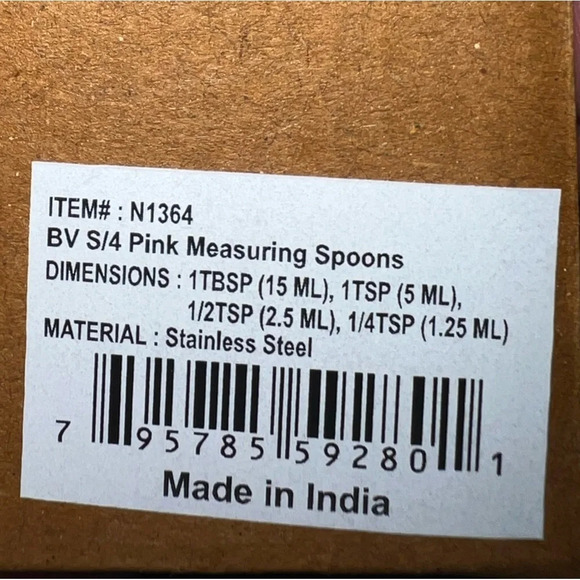 ITEM# : N1364
BV S/4 Pink Measuring Spoons
DIMENSIONS : 1TBSP (15 ML), 1TSP (5 ML),
1/2TSP (2.5 ML), 1/4TSP (1.25 ML)
MATERIAL : Stainless Steel
7 95785 59280 1
Made in India